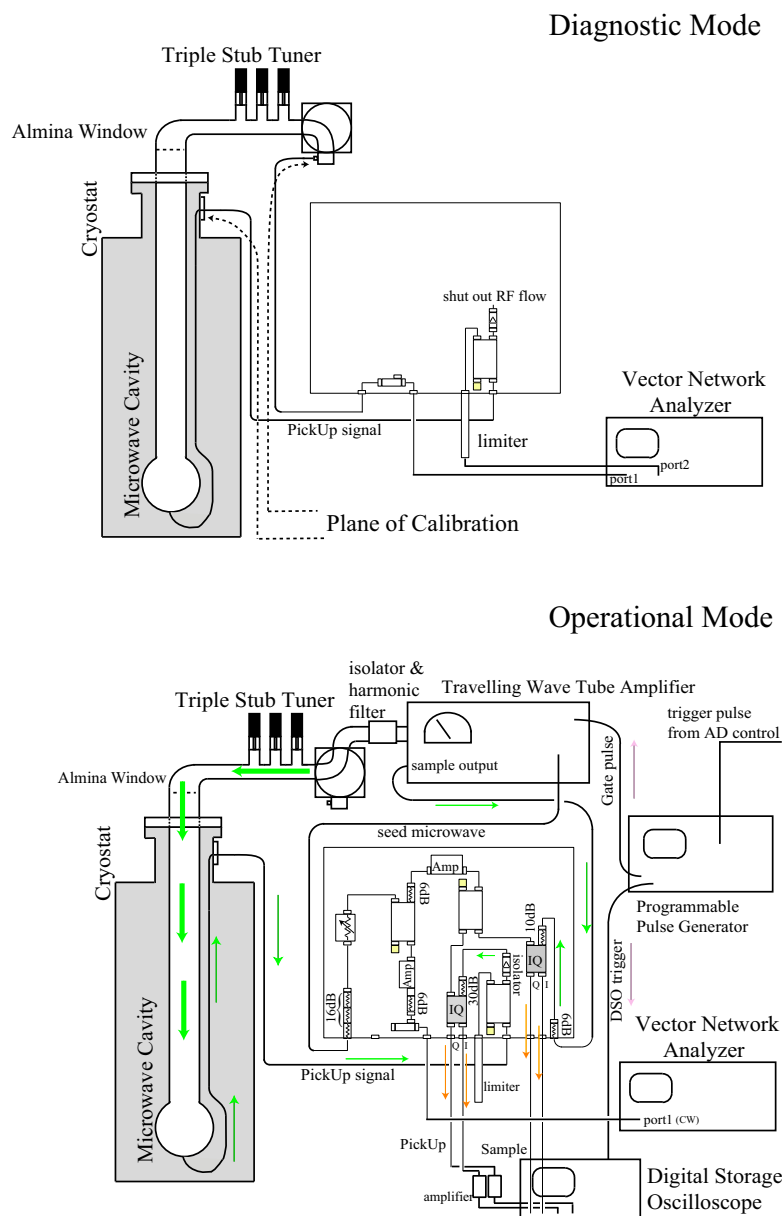 Diagnostic Mode
Triple Stub Tuner
Almina Window
Cryostat
Microwave Cavity
shut out RF flow
PickUp signal
limiter
Vector Network
Analyzer
port2
port1
Plane of Calibration
Operational Mode
isolator &
harmonic
filter
Travelling Wave Tube Amplifier
Triple Stub Tuner
trigger pulse
from AD control
Almina Window
sample output
Gate pulse
seed microwave
Cryostat
Amp
6dB
10dB
Programmable
Pulse Generator
IQ
Q I
isolator
Amp
30dB
6dB
16dB
IQ
Q I
6dB
DSO trigger
Microwave Cavity
PickUp signal
limiter
Vector Network
Analyzer
port1 (CW)
PickUp
Sample
amplifier
Digital Storage
Oscilloscope